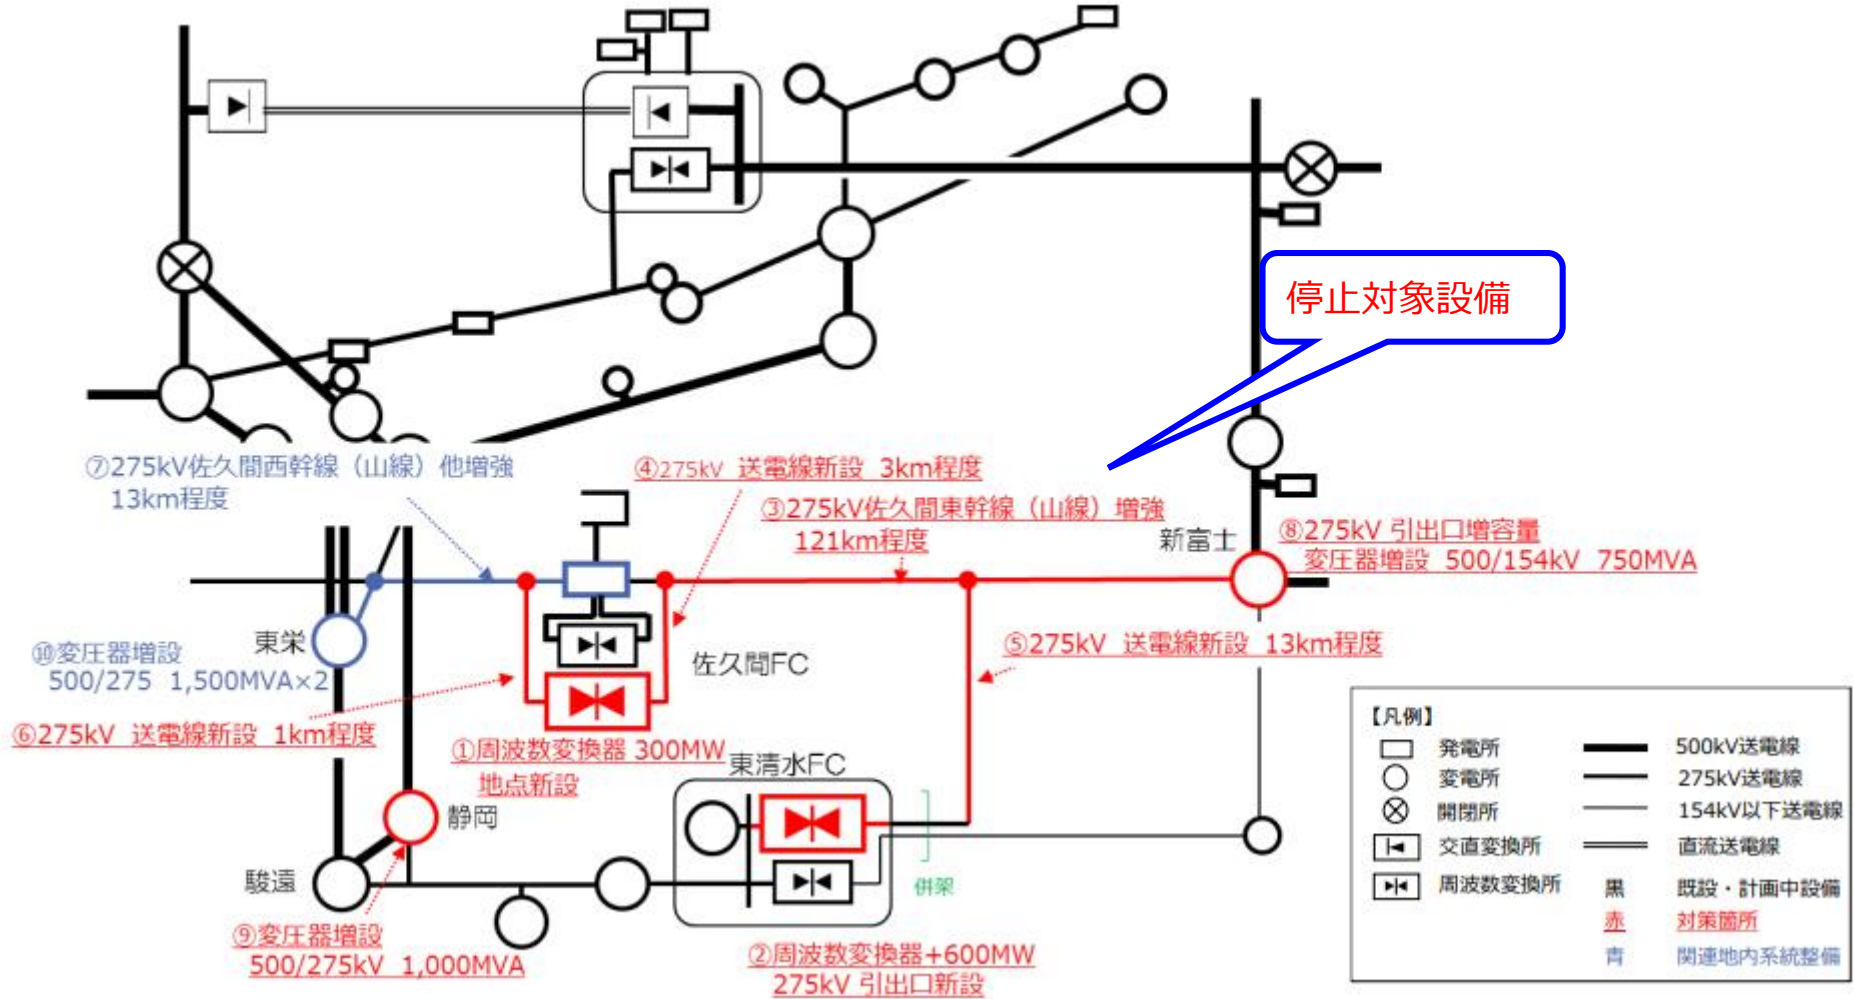 停止対象設備
⑦275kV佐久間西幹線（山線）他増強
13km程度
④275kV 送電線新設 3km程度
③275kV佐久間東幹線（山線）増強
121km程度
新富士
⑧275kV 引出口増容量
変圧器増設 500/154kV 750MVA
東栄
⑩変圧器増設
500/275 1,500MVA×2
佐久間FC
⑤275kV 送電線新設 13km程度
⑥275kV 送電線新設 1km程度
①周波数変換器 300MW
地点新設
東清水FC
静岡
駿遠
併架
⑨変圧器増設
500/275kV 1,000MVA
②周波数変換器+600MW
275kV 引出口新設
【凡例】
発電所
500kV送電線
変電所
275kV送電線
開閉所
154kV以下送電線
交直変換所
直流送電線
周波数変換所
黒 既設・計画中設備
赤 対策箇所
青 関連地内系統整備